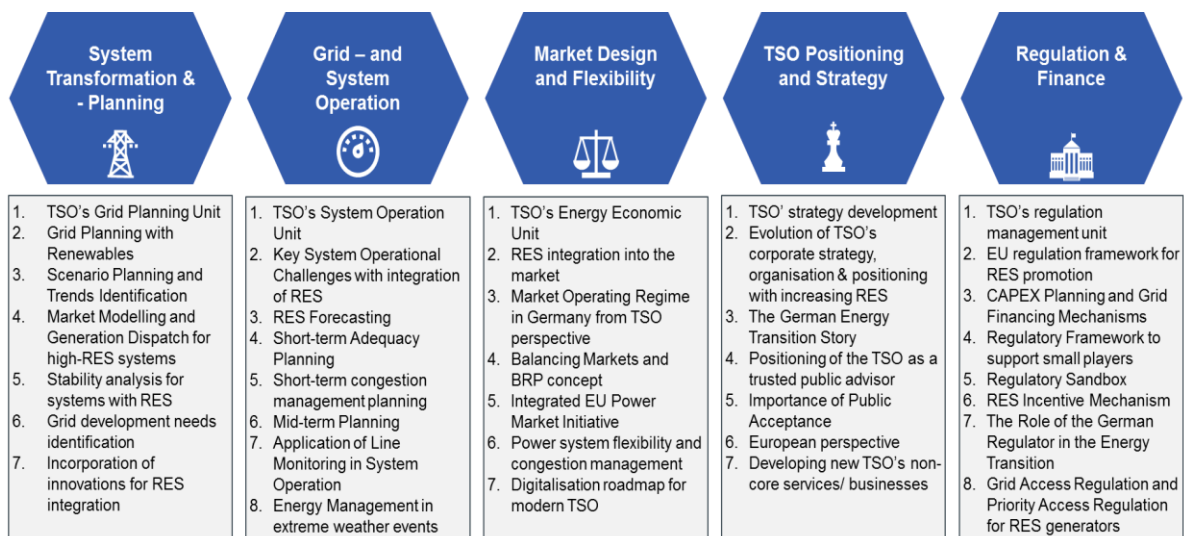 System
Transformation &
- Planning
1. TSO's Grid Planning Unit
2. Grid Planning with
Renewables
3. Scenario Planning and
Trends Identification
4. Market Modelling and
Generation Dispatch for
high-RES systems
5. Stability analysis for
systems with RES
6. Grid development needs
identification
7. Incorporation of
innovations for RES
integration
Grid – and
System
Operation
1. TSO's System Operation
Unit
2. Key System Operational
Challenges with integration
of RES
3. RES Forecasting
4. Short-term Adequacy
Planning
5. Short-term congestion
management planning
6. Mid-term Planning
7. Application of Line
Monitoring in System
Operation
8. Energy Management in
extreme weather events
Market Design
and Flexibility
1. TSO's Energy Economic
Unit
2. RES integration into the
market
3. Market Operating Regime
in Germany from TSO
perspective
4. Balancing Markets and
BRP concept
5. Integrated EU Power
Market Initiative
6. Power system flexibility and
congestion management
7. Digitalisation roadmap for
modern TSO
TSO Positioning
and Strategy
1. TSO' strategy development
2. Evolution of TSO's
corporate strategy,
organisation & positioning
with increasing RES
3. The German Energy
Transition Story
4. Positioning of the TSO as a
trusted public advisor
5. Importance of Public
Acceptance
6. European perspective
7. Developing new TSO's non-
core services/ businesses
Regulation &
Finance
1. TSO's regulation
management unit
2. EU regulation framework for
RES promotion
3. CAPEX Planning and Grid
Financing Mechanisms
4. Regulatory Framework to
support small players
5. Regulatory Sandbox
6. RES Incentive Mechanism
7. The Role of the German
Regulator in the Energy
Transition
8. Grid Access Regulation and
Priority Access Regulation
for RES generators